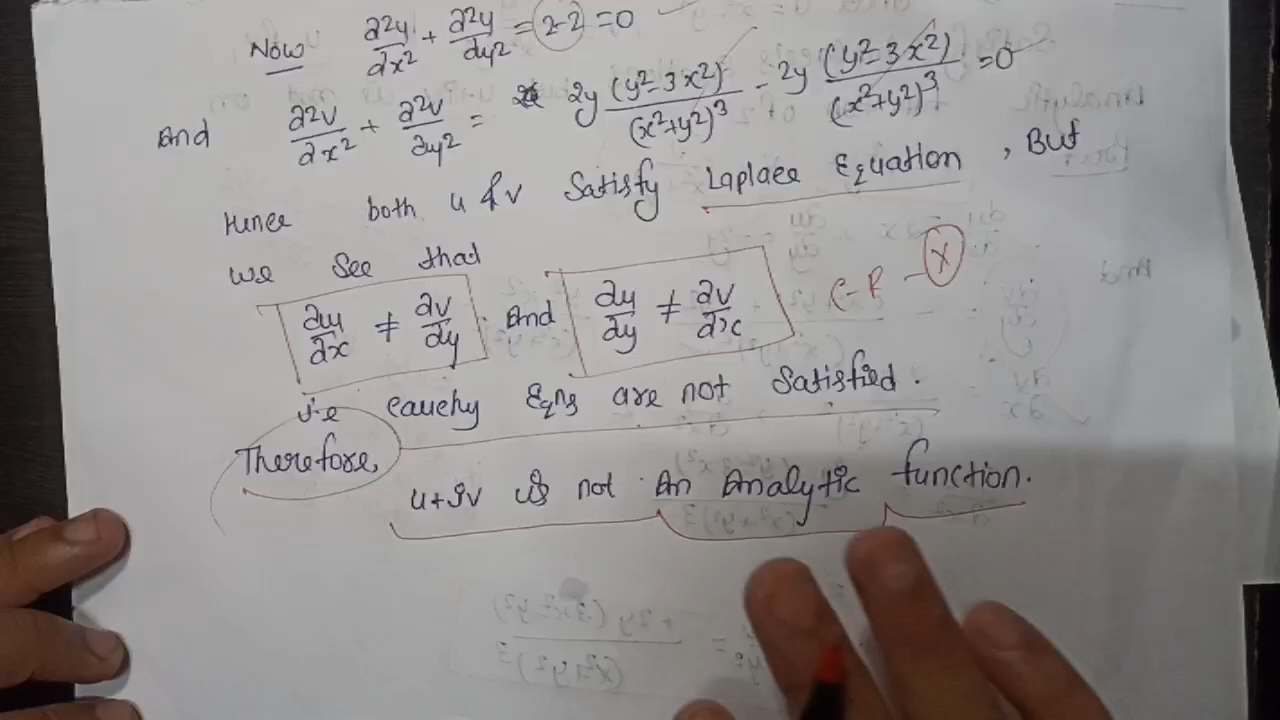 Now ∂²y/∂x² + ∂²y/∂y² = 2-2 = 0
And ∂²v/∂x² + ∂²v/∂y² = 2y (y²-3x²)/(x²+y²)³ - 2y (y²-3x²)/(x²+y²)³ = 0
Hence both u & v Satisfy Laplace Equation, But
we See that
∂u/∂x ≠ ∂v/∂y And ∂u/∂y ≠ ∂v/∂x C-R - X
i.e cauchy Eqns are not Satisfied.
Therefore,
u+iv is not An Analytic function.